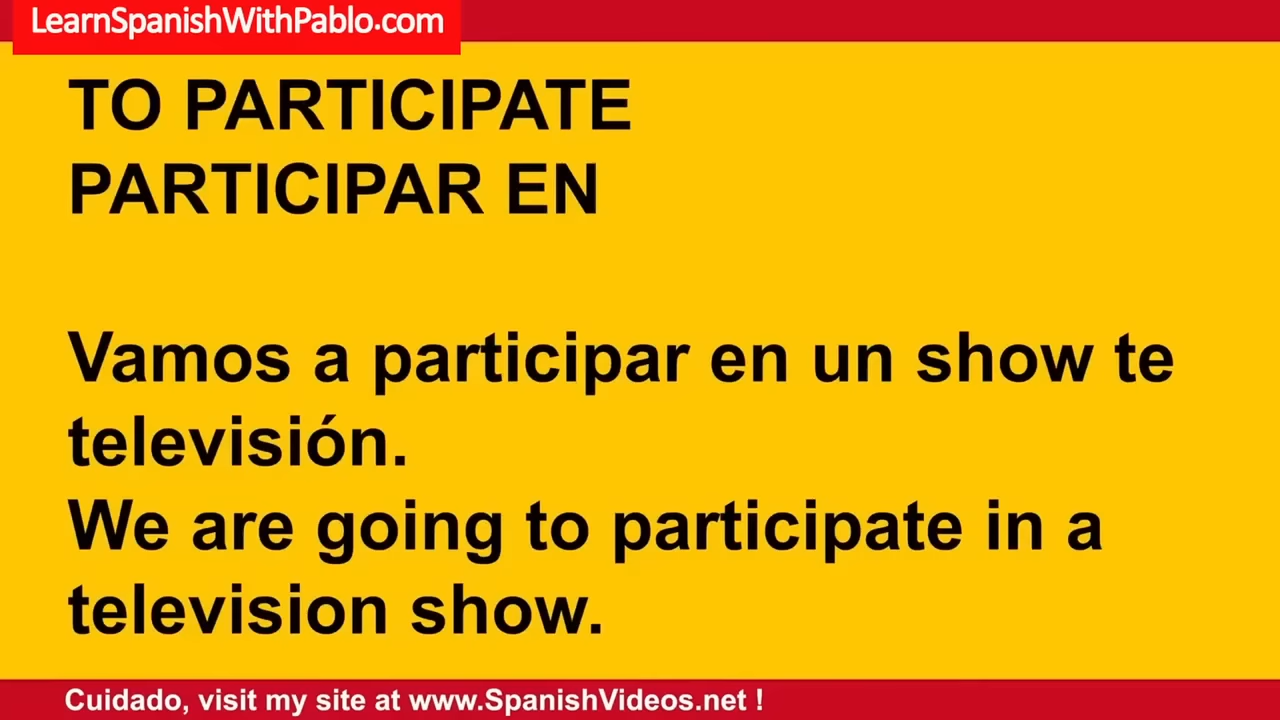 LearnSpanishWithPablo.com
TO PARTICIPATE
PARTICIPAR EN
Vamos a participar en un show te
televisión.
We are going to participate in a
television show.
Cuidado, visit my site at www.SpanishVideos.net !